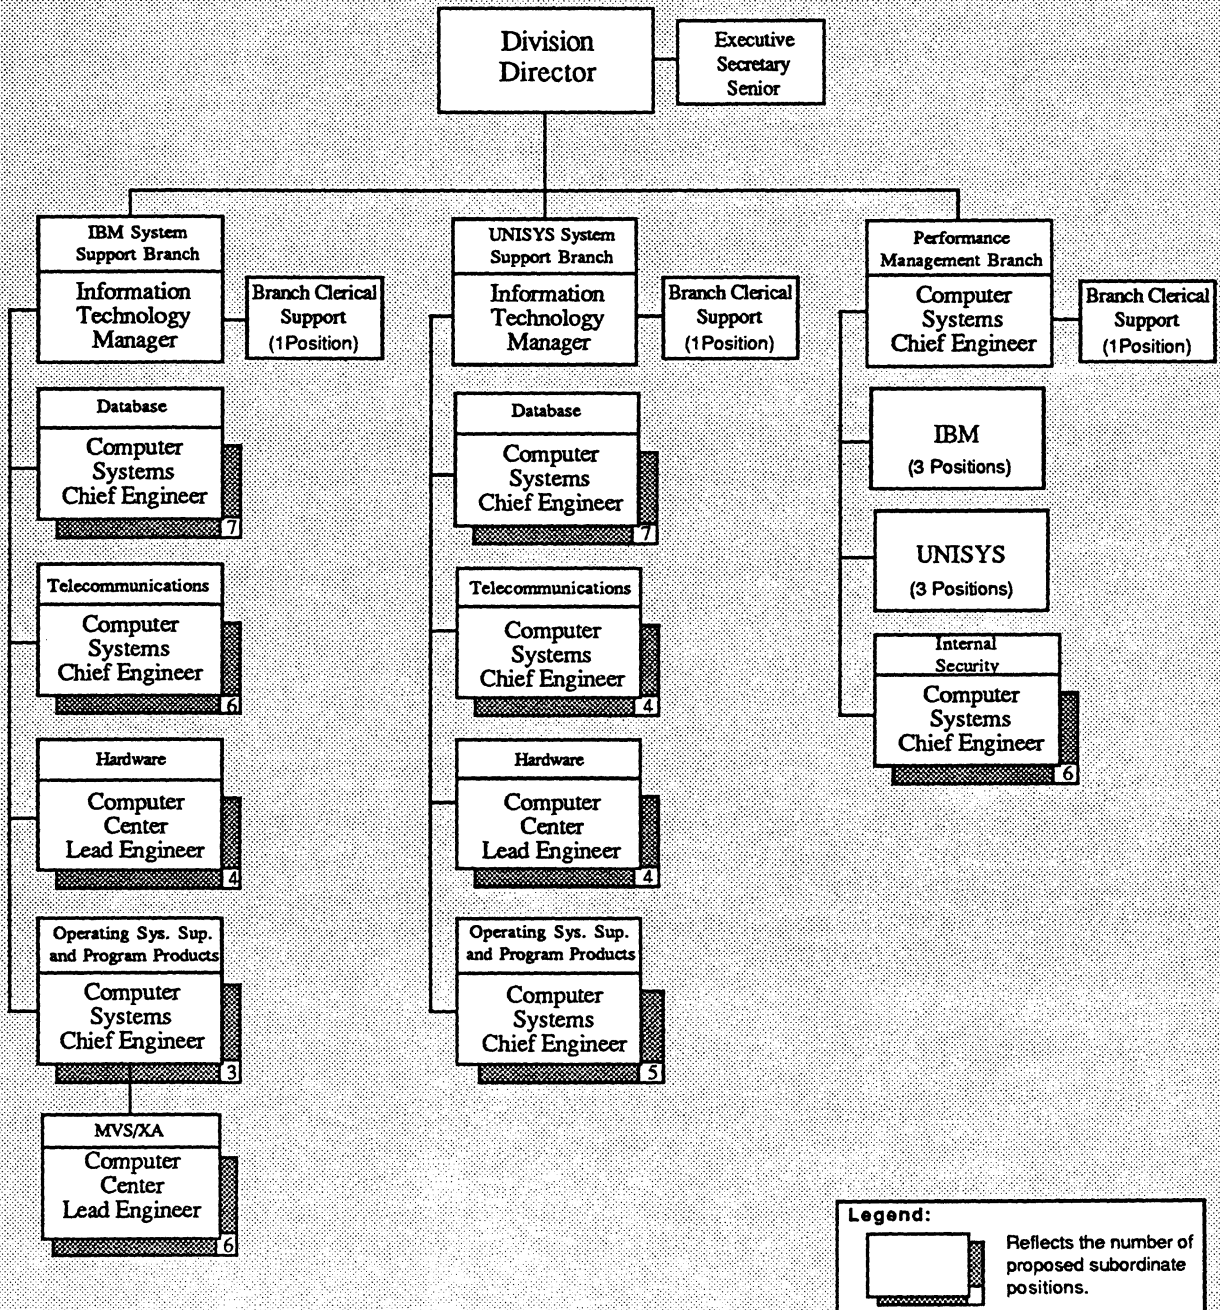 Division
Director
Executive
Secretary
Senior
IBM System
Support Branch
Information
Technology
Manager
Branch Clerical
Support
(1Position)
Database
Computer
Systems
Chief Engineer
7
Telecommunications
Computer
Systems
Chief Engineer
6
Hardware
Computer
Center
Lead Engineer
4
Operating Sys. Sup.
and Program Products
Computer
Systems
Chief Engineer
3
MVS/XA
Computer
Center
Lead Engineer
6
UNISYS System
Support Branch
Information
Technology
Manager
Branch Clerical
Support
(1Position)
Database
Computer
Systems
Chief Engineer
7
Telecommunications
Computer
Systems
Chief Engineer
4
Hardware
Computer
Center
Lead Engineer
4
Operating Sys. Sup.
and Program Products
Computer
Systems
Chief Engineer
5
Performance
Management Branch
Computer
Systems
Chief Engineer
Branch Clerical
Support
(1Position)
IBM
(3 Positions)
UNISYS
(3 Positions)
Internal
Security
Computer
Systems
Chief Engineer
6
Legend:
Reflects the number of
proposed subordinate
positions.